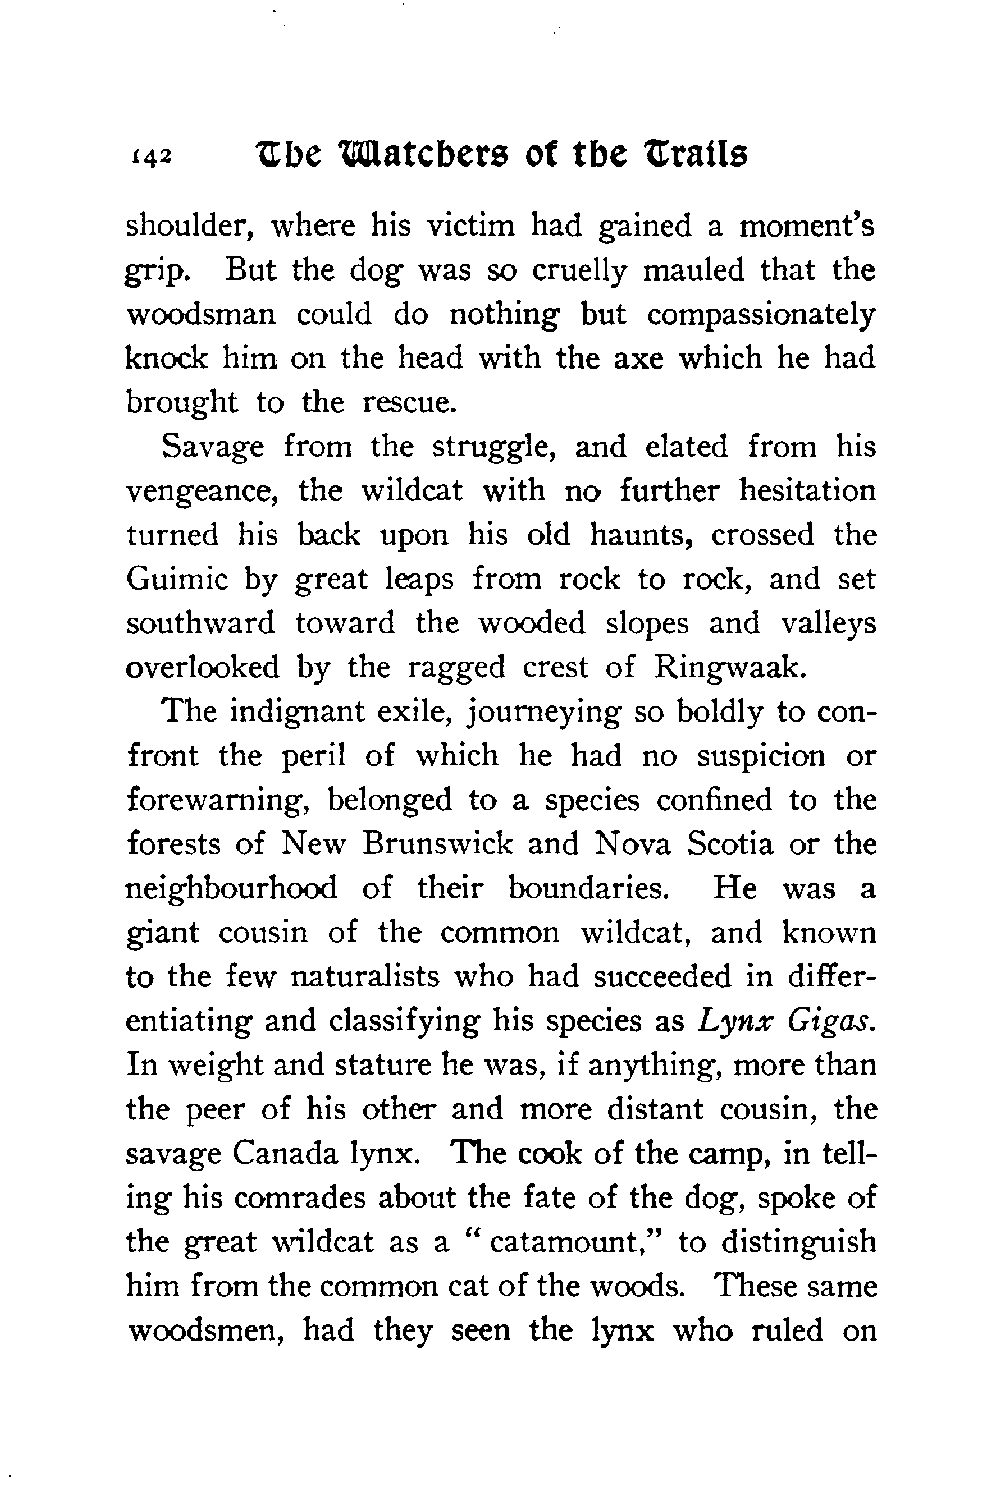 142 The Watchers of the Trails
shoulder, where his victim had gained a moment's
grip. But the dog was so cruelly mauled that the
woodsman could do nothing but compassionately
knock him on the head with the axe which he had
brought to the rescue.
Savage from the struggle, and elated from his
vengeance, the wildcat with no further hesitation
turned his back upon his old haunts, crossed the
Guimic by great leaps from rock to rock, and set
southward toward the wooded slopes and valleys
overlooked by the ragged crest of Ringwaak.
The indignant exile, journeying so boldly to con-
front the peril of which he had no suspicion or
forewarning, belonged to a species confined to the
forests of New Brunswick and Nova Scotia or the
neighbourhood of their boundaries. He was a
giant cousin of the common wildcat, and known
to the few naturalists who had succeeded in differ-
entiating and classifying his species as Lynx Gigas.
In weight and stature he was, if anything, more than
the peer of his other and more distant cousin, the
savage Canada lynx. The cook of the camp, in tell-
ing his comrades about the fate of the dog, spoke of
the great wildcat as a “ catamount,” to distinguish
him from the common cat of the woods. These same
woodsmen, had they seen the lynx who ruled on